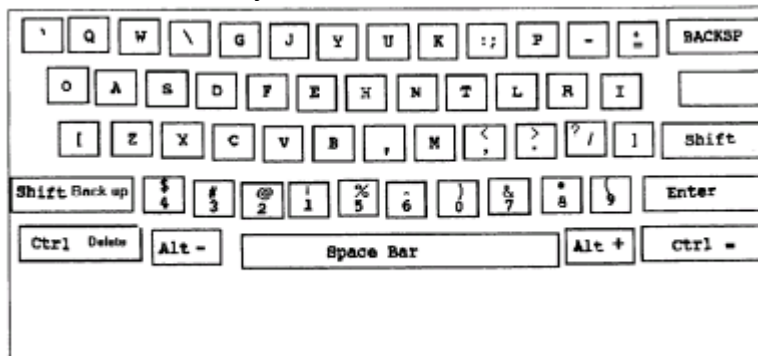 ` Q W \ G J Y U K :; P - + = BACKSP
O A S D F E H N T L R I
[ Z X C V B , M < , > . ? / ] Shift
Shift Back up $ 4 # 3 @ 2 ! 1 % 5 ^ 6 ) 0 & 7 * 8 ( 9 Enter
Ctrl Delete Alt - Space Bar Alt + Ctrl =